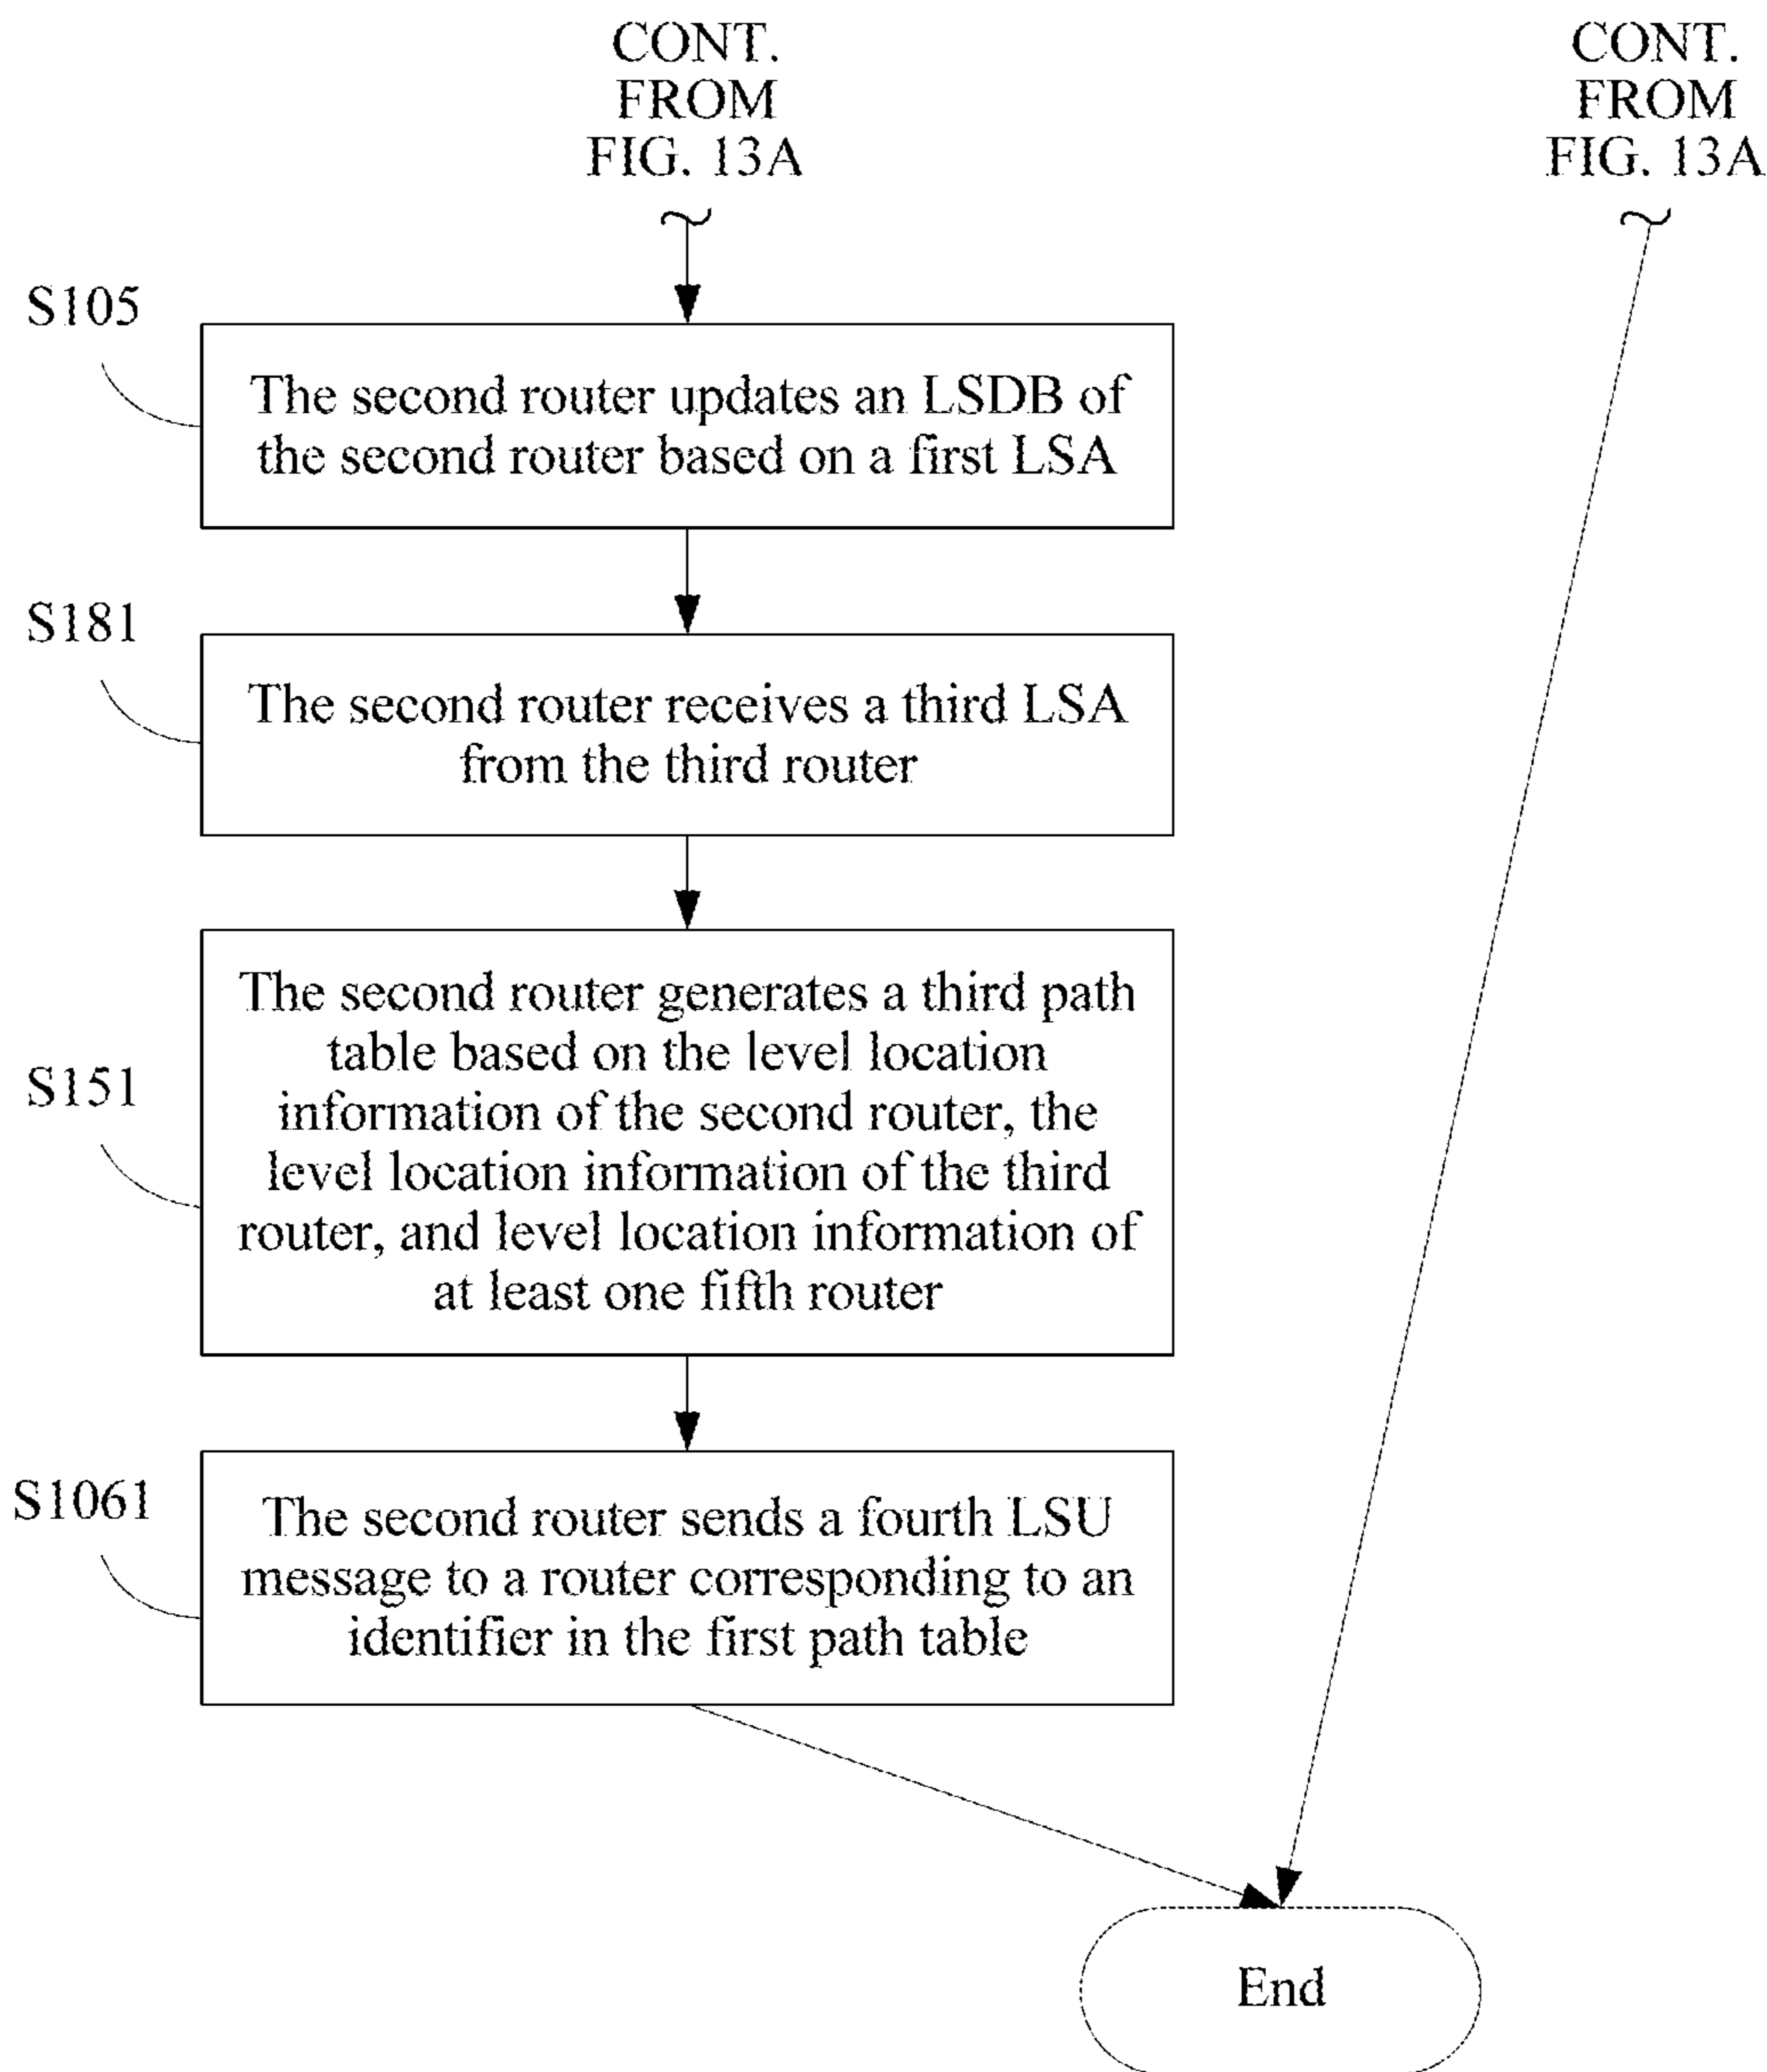 CONT.
FROM
FIG. 13A
CONT.
FROM
FIG. 13A
S105
The second router updates an LSDB of
the second router based on a first LSA
S181
The second router receives a third LSA
from the third router
S151
The second router generates a third path
table based on the level location
information of the second router, the
level location information of the third
router, and level location information of
at least one fifth router
S1061
The second router sends a fourth LSU
message to a router corresponding to an
identifier in the first path table
End